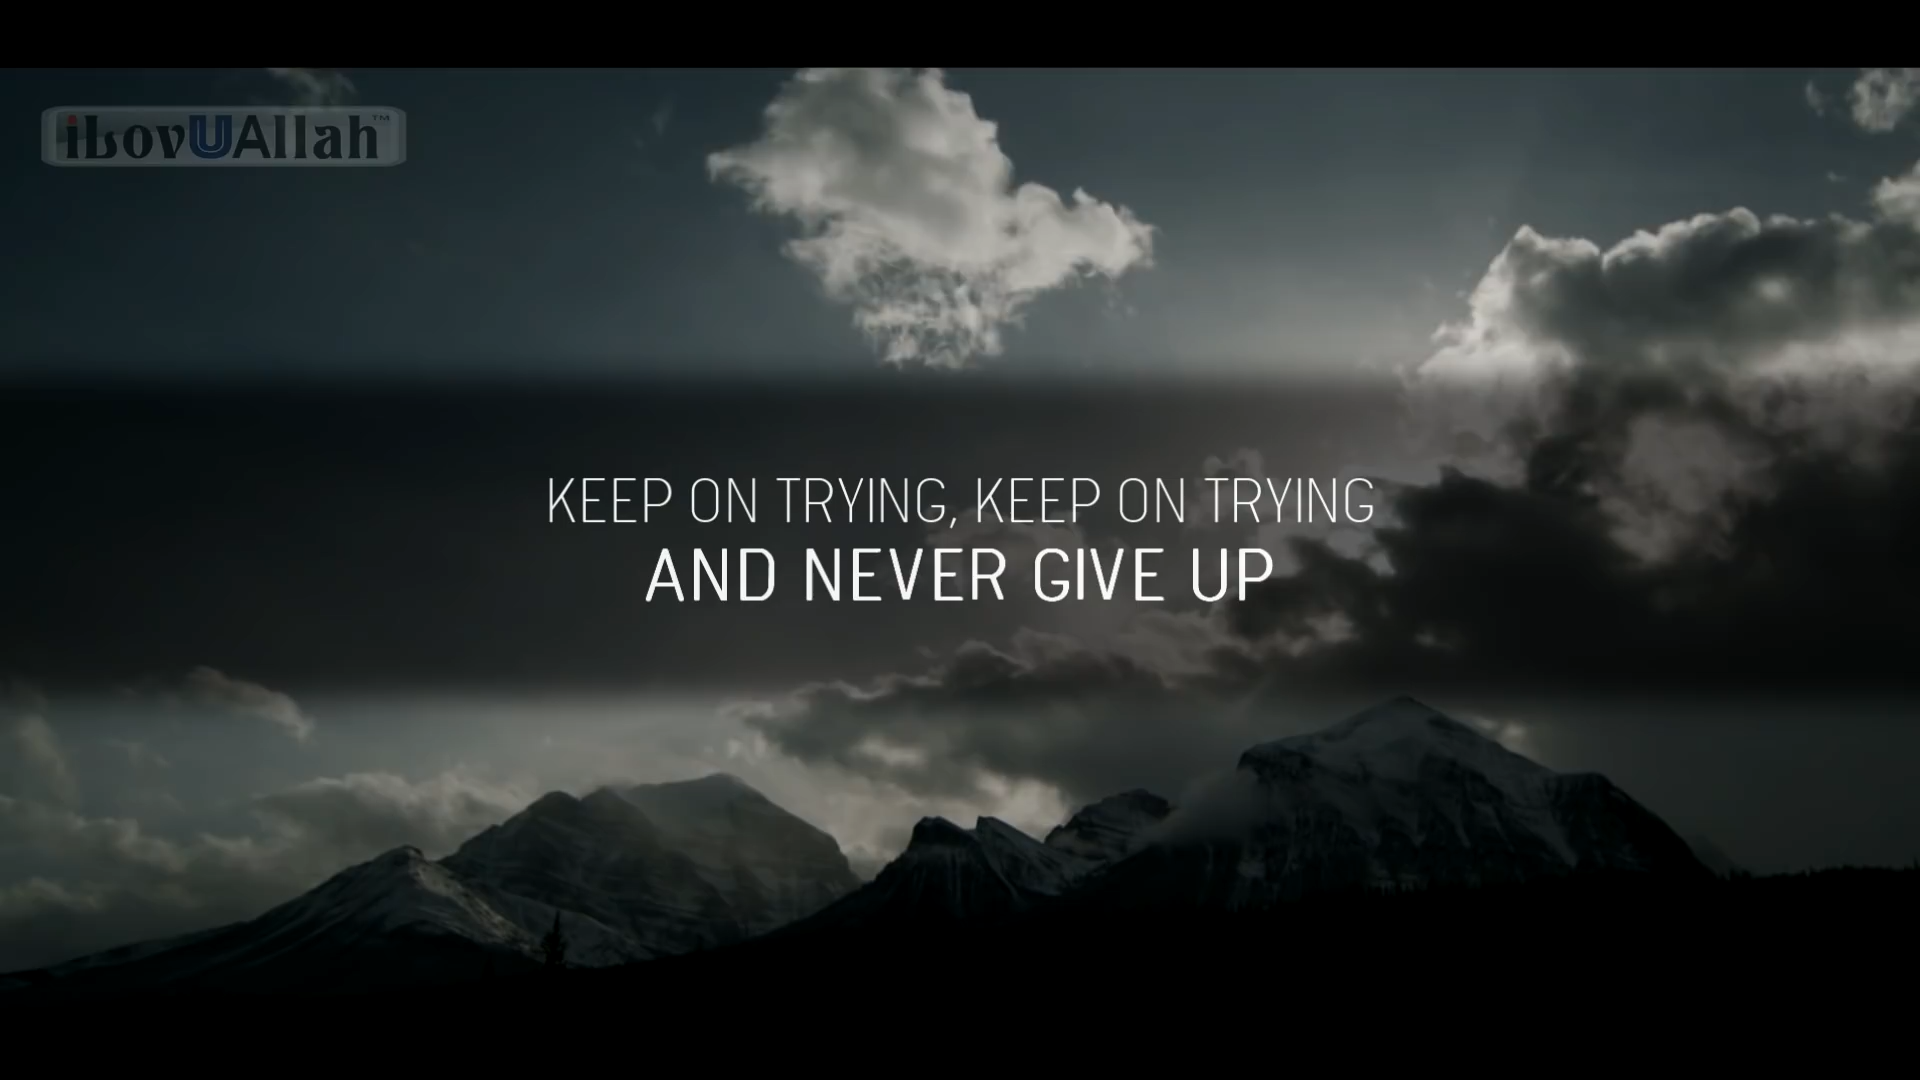 iLovUAllah™
KEEP ON TRYING, KEEP ON TRYING
AND NEVER GIVE UP